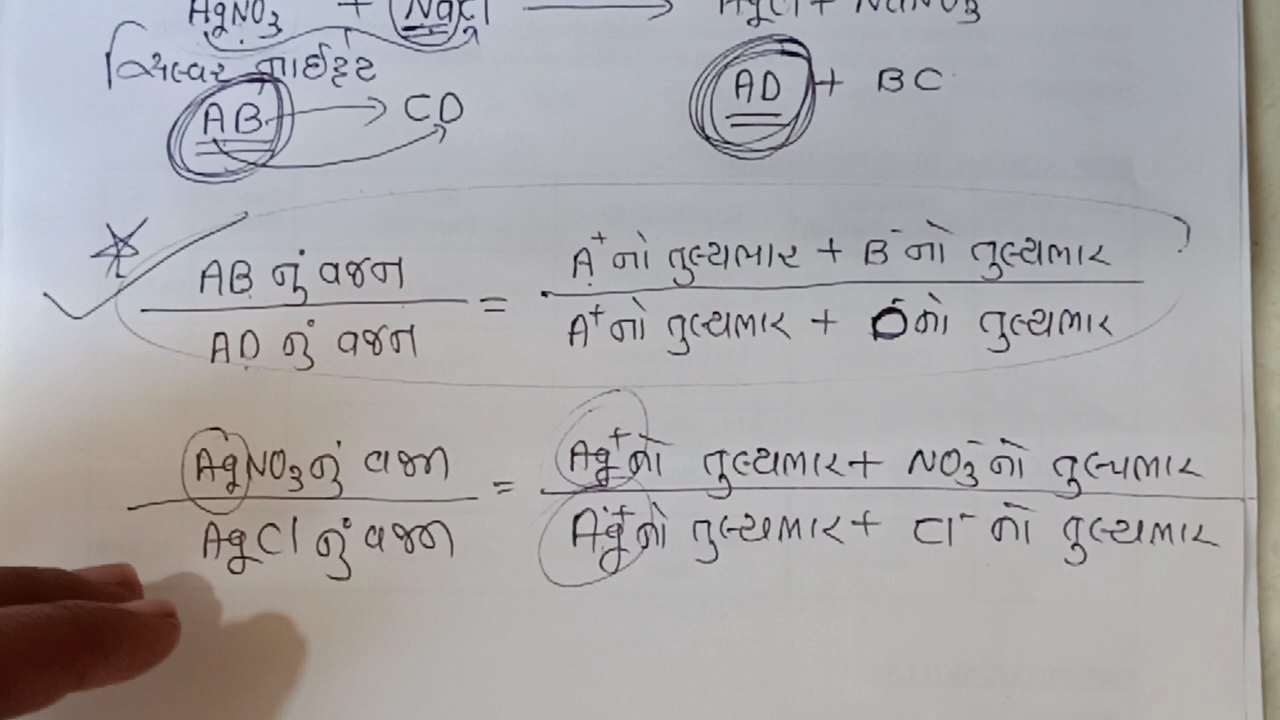 AgNO₃ + NaCl → AgCl + NaNO₃
સિલ્વર નાઈટ્રેટ
AB → CD AD + BC
AB નું વજન / AD નું વજન = A⁺ નો તુલ્યભાર + B⁻ નો તુલ્યભાર / A⁺ નો તુલ્યભાર + D⁻ નો તુલ્યભાર
AgNO₃ નું વજન / AgCl નું વજન = Ag⁺ નો તુલ્યભાર + NO₃⁻ નો તુલ્યભાર / Ag⁺ નો તુલ્યભાર + Cl⁻ નો તુલ્યભાર